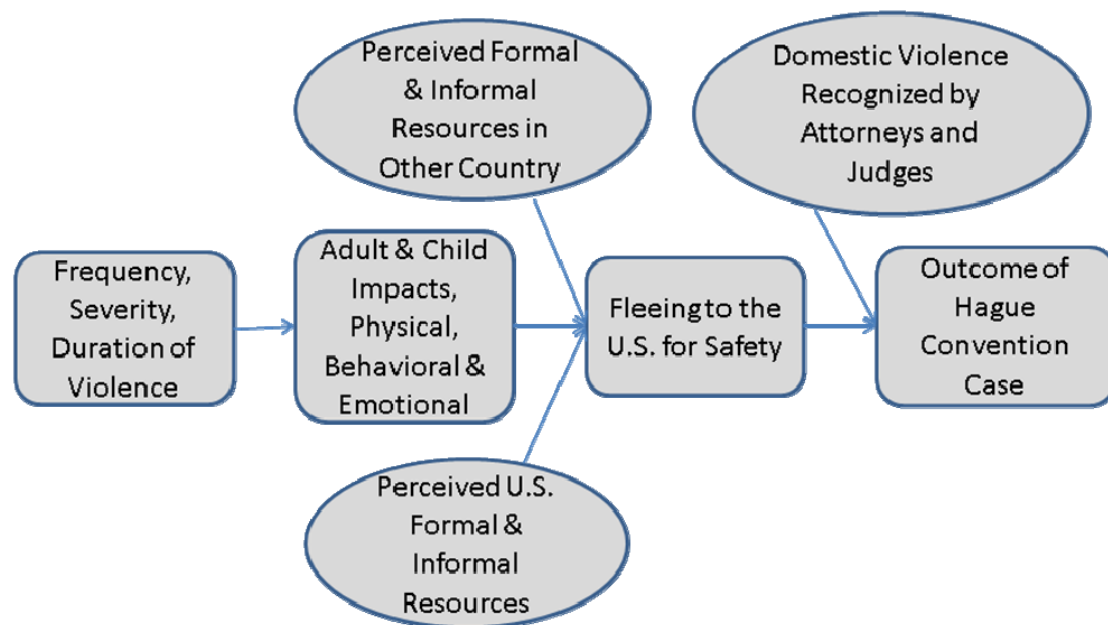 Perceived Formal
& Informal
Resources in
Other Country
Domestic Violence
Recognized by
Attorneys and
Judges
Frequency,
Severity,
Duration of
Violence
Adult & Child
Impacts,
Physical,
Behavioral &
Emotional
Fleeing to the
U.S. for Safety
Outcome of
Hague
Convention
Case
Perceived U.S.
Formal &
Informal
Resources